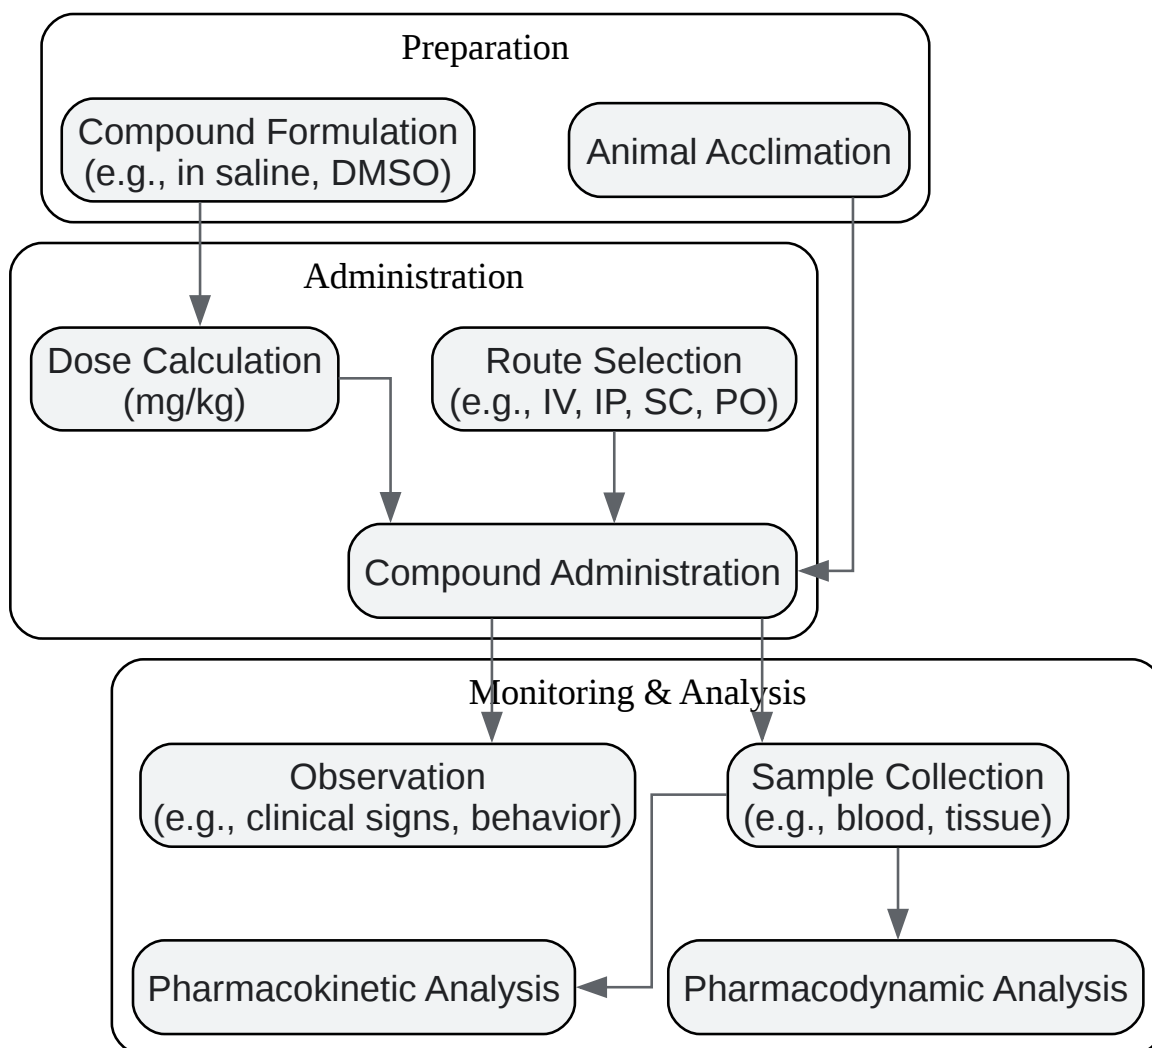 Preparation
Compound Formulation
(e.g., in saline, DMSO)
Animal Acclimation
Administration
Dose Calculation
(mg/kg)
Route Selection
(e.g., IV, IP, SC, PO)
Compound Administration
Monitoring & Analysis
Observation
(e.g., clinical signs, behavior)
Sample Collection
(e.g., blood, tissue)
Pharmacokinetic Analysis
Pharmacodynamic Analysis